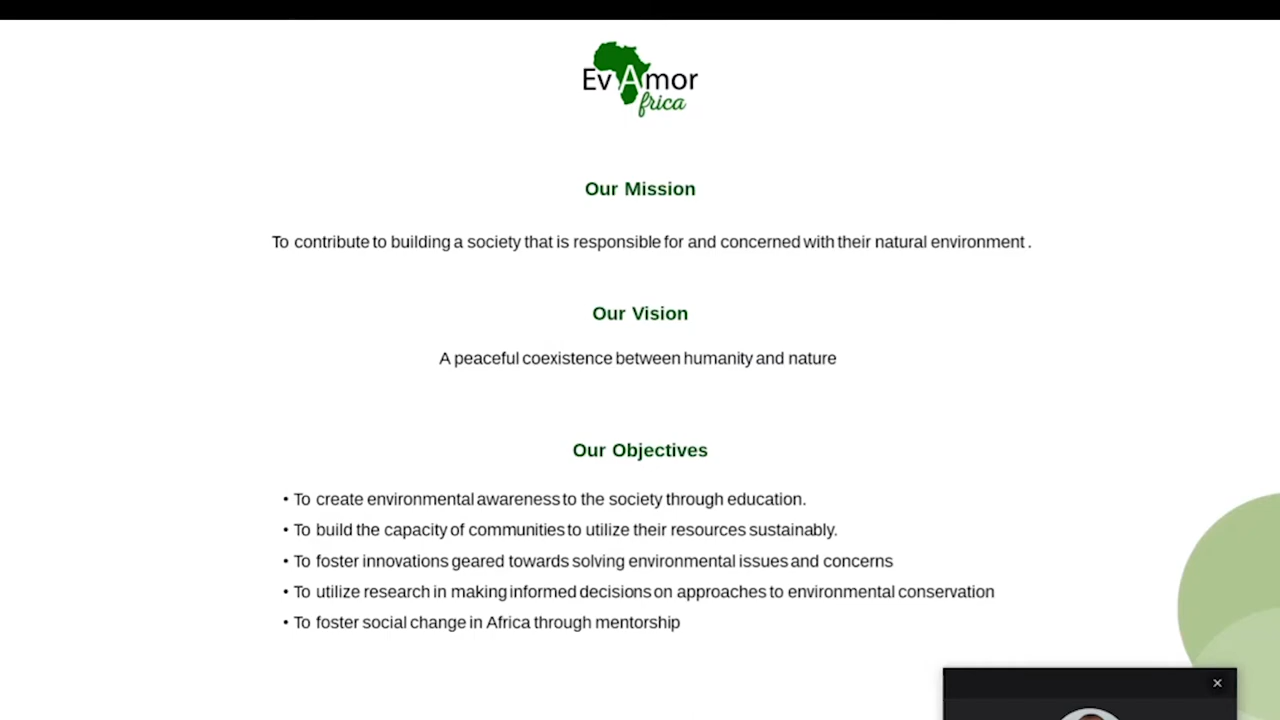 Ev Amor
frica
Our Mission
To contribute to building a society that is responsible for and concerned with their natural environment .
Our Vision
A peaceful coexistence between humanity and nature
Our Objectives
• To create environmental awareness to the society through education.
• To build the capacity of communities to utilize their resources sustainably.
• To foster innovations geared towards solving environmental issues and concerns
• To utilize research in making informed decisions on approaches to environmental conservation
• To foster social change in Africa through mentorship